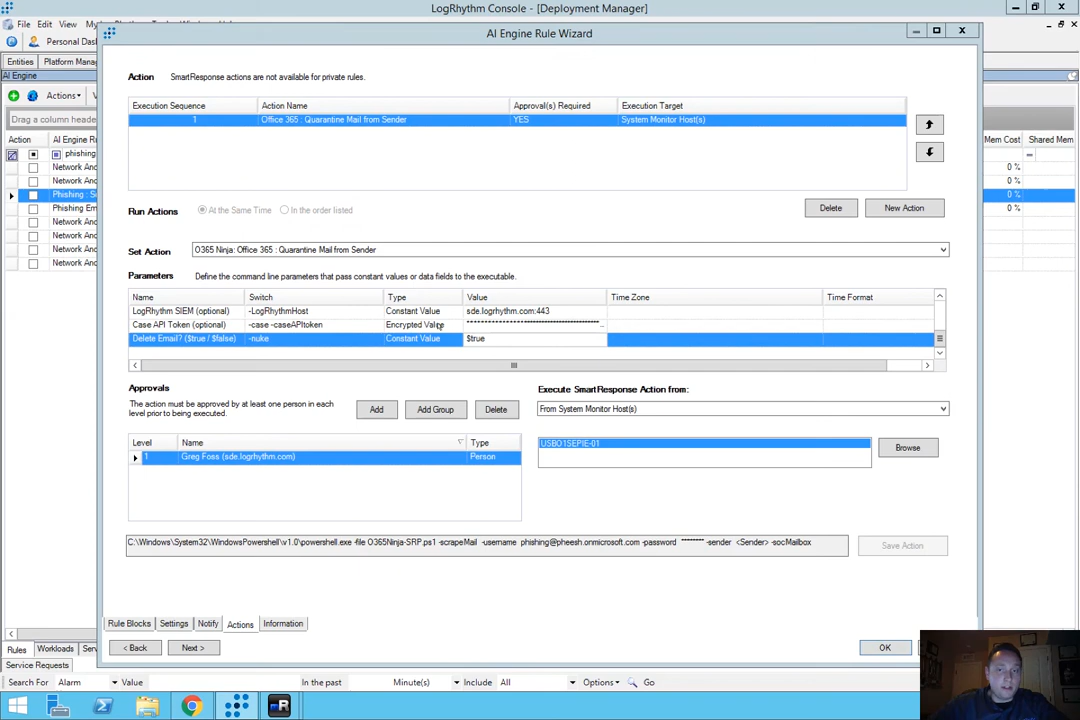 LogRhythm Console - [Deployment Manager]
File Edit View My
Personal Das
Entities Platform Manag
AI Engine
Actions
Drag a column heade
Action AI Engine Ru
phishing
Network And
Network And
Phishing : S
Phishing Em
Network And
Network And
Network And
Network And
Mem Cost Shared Mem
=
0 %
0 %
0 %
0 %
AI Engine Rule Wizard
Action SmartResponse actions are not available for private rules.
Execution Sequence Action Name Approval(s) Required Execution Target
1 Office 365 : Quarantine Mail from Sender YES System Monitor Host(s)
Run Actions At the Same Time In the order listed Delete New Action
Set Action O365 Ninja: Office 365 : Quarantine Mail from Sender
Parameters Define the command line parameters that pass constant values or data fields to the executable.
Name Switch Type Value Time Zone Time Format
LogRhythm SIEM (optional) -LogRhythmHost Constant Value sde.logrhythm.com:443
Case API Token (optional) -case -caseAPItoken Encrypted Value
Delete Email? ($true / $false) -nuke Constant Value $true
Approvals
The action must be approved by at least one person in each
level prior to being executed.
Add Add Group Delete
Level Name Type
1 Greg Foss (sde.logrhythm.com) Person
Execute SmartResponse Action from:
From System Monitor Host(s)
USBO1SEPIE-01
Browse
C:\Windows\System32\WindowsPowershell\v1.0\powershell.exe -file O365Ninja-SRP.ps1 -scrapeMail -username phishing@pheesh.onmicrosoft.com -password ******** -sender <Sender> -socMailbox
Save Action
Rule Blocks Settings Notify Actions Information
< Back Next > OK
Rules Workloads Serv
Service Requests
Search For Alarm Value In the past Minute(s) Include All Options Go